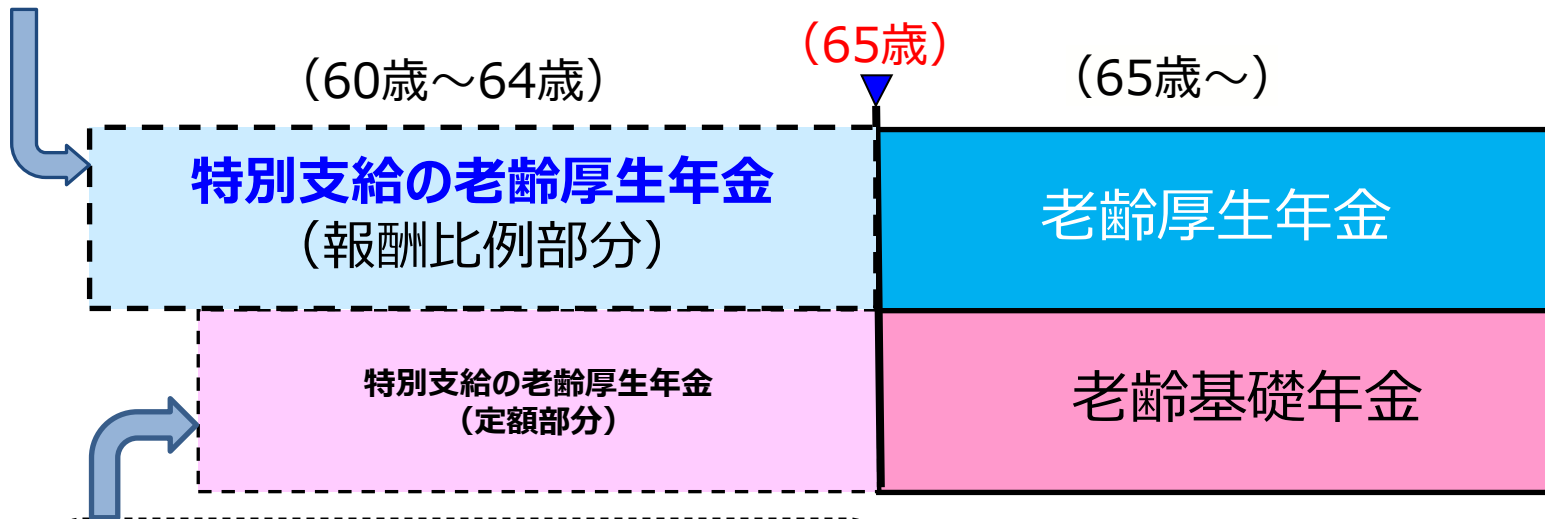 （65歳）
（60歳～64歳）
（65歳～）
特別支給の老齢厚生年金
（報酬比例部分）
老齢厚生年金
特別支給の老齢厚生年金
（定額部分）
老齢基礎年金